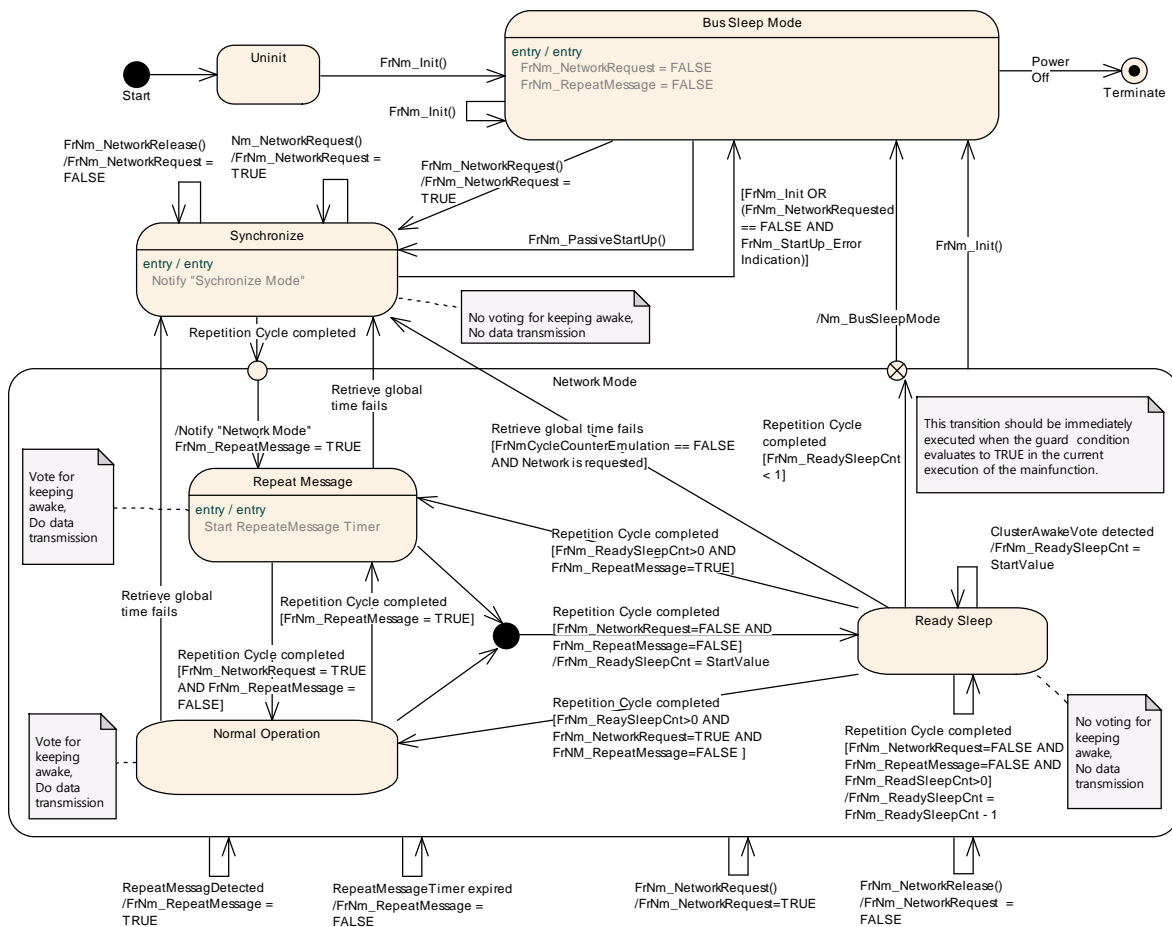 Bus Sleep Mode
entry / entry
FrNm_NetworkRequest = FALSE
FrNm_RepeatMessage = FALSE
Uninit
Start
FrNm_Init()
FrNm_Init()
Power
Off
Terminate
FrNm_NetworkRelease()
/FrNm_NetworkRequest =
FALSE
Nm_NetworkRequest()
/FrNm_NetworkRequest =
TRUE
FrNm_NetworkRequest()
/FrNm_NetworkRequest =
TRUE
FrNm_PassiveStartUp()
[FrNm_Init OR
(FrNm_NetworkRequested
== FALSE AND
FrNm_StartUp_Error
Indication)]
FrNm_Init()
Synchronize
entry / entry
Notify "Sychronize Mode"
No voting for keeping awake,
No data transmission
/Nm_BusSleepMode
Repetition Cycle completed
Network Mode
Retrieve global
time fails
/Notify "Network Mode"
FrNm_RepeatMessage = TRUE
Retrieve global time fails
[FrNmCycleCounterEmulation == FALSE
AND Network is requested]
Repetition Cycle
completed
[FrNm_ReadySleepCnt
< 1]
This transition should be immediately
executed when the guard condition
evaluates to TRUE in the current
execution of the mainfunction.
Vote for
keeping
awake,
Do data
transmission
Repeat Message
entry / entry
Start RepeateMessage Timer
Repetition Cycle completed
[FrNm_ReadySleepCnt>0 AND
FrNm_RepeatMessage=TRUE]
ClusterAwakeVote detected
/FrNm_ReadySleepCnt =
StartValue
Retrieve global
time fails
Repetition Cycle completed
[FrNm_RepeatMessage = TRUE]
Repetition Cycle completed
[FrNm_NetworkRequest=FALSE AND
FrNm_RepeatMessage=FALSE]
/FrNm_ReadySleepCnt = StartValue
Ready Sleep
Repetition Cycle
completed
[FrNm_NetworkRequest = TRUE
AND FrNm_RepeatMessage =
FALSE]
Repetition Cycle completed
[FrNm_ReaySleepCnt>0 AND
FrNm_NetworkRequest=TRUE AND
FrNM_RepeatMessage=FALSE ]
Vote for
keeping
awake,
Do data
transmission
Normal Operation
Repetition Cycle completed
[FrNm_NetworkRequest=FALSE AND
FrNm_RepeatMessage=FALSE AND
FrNm_ReadSleepCnt>0]
/FrNm_ReadySleepCnt =
FrNm_ReadySleepCnt - 1
No voting for
keeping
awake,
No data
transmission
RepeatMessagDetected
/FrNm_RepeatMessage =
TRUE
RepeatMessageTimer expired
/FrNm_RepeatMessage =
FALSE
FrNm_NetworkRequest()
/FrNm_NetworkRequest=TRUE
FrNm_NetworkRelease()
/FrNm_NetworkRequest =
FALSE